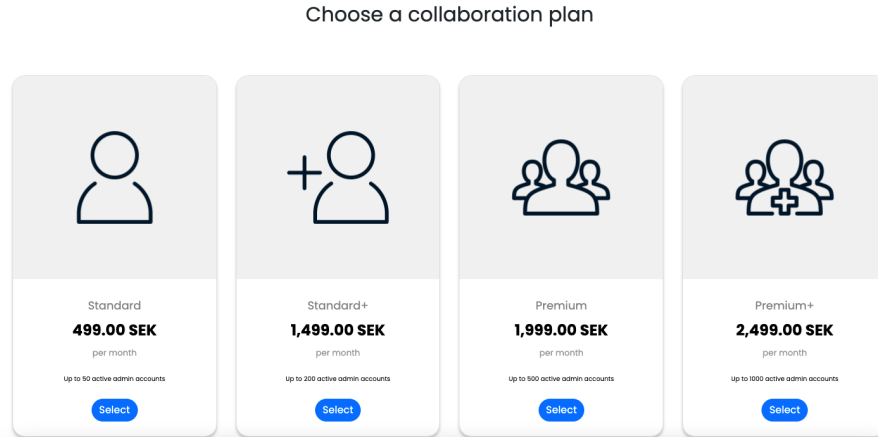 Choose a collaboration plan
Standard
499.00 SEK
per month
Up to 50 active admin accounts
Select
Standard+
1,499.00 SEK
per month
Up to 200 active admin accounts
Select
Premium
1,999.00 SEK
per month
Up to 500 active admin accounts
Select
Premium+
2,499.00 SEK
per month
Up to 1000 active admin accounts
Select